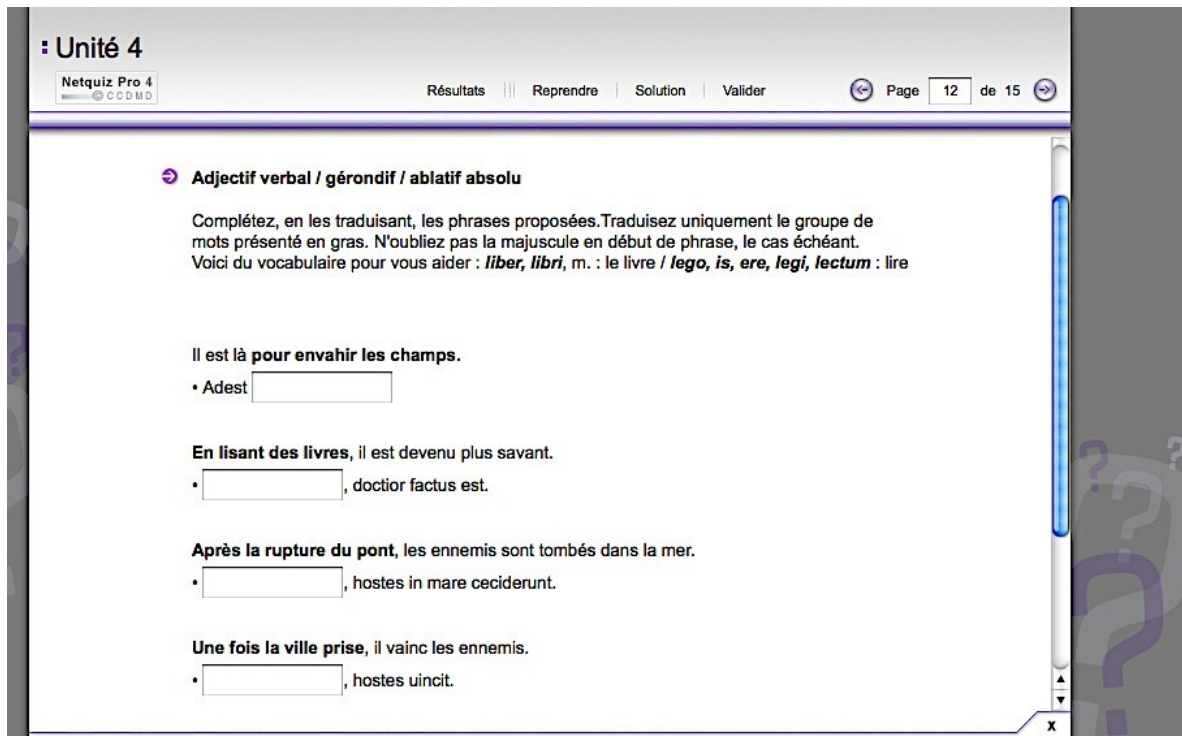 Unité 4
Netquiz Pro 4
© CCDMD
Résultats Reprendre Solution Valider Page 12 de 15
Adjectif verbal / gérondif / ablatif absolu
Complétez, en les traduisant, les phrases proposées.Traduisez uniquement le groupe de
mots présenté en gras. N'oubliez pas la majuscule en début de phrase, le cas échéant.
Voici du vocabulaire pour vous aider : liber, libri, m. : le livre / lego, is, ere, legi, lectum : lire
Il est là pour envahir les champs.
• Adest
En lisant des livres, il est devenu plus savant.
• , doctior factus est.
Après la rupture du pont, les ennemis sont tombés dans la mer.
• , hostes in mare ceciderunt.
Une fois la ville prise, il vainc les ennemis.
• , hostes uincit.
x